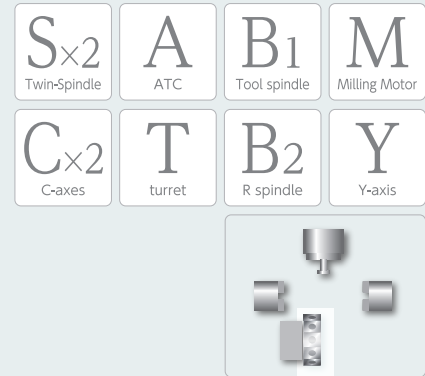 S×2 A B1 M
Twin-Spindle ATC Tool spindle Milling Motor
C×2 T B2 Y
C-axes turret R spindle Y-axis